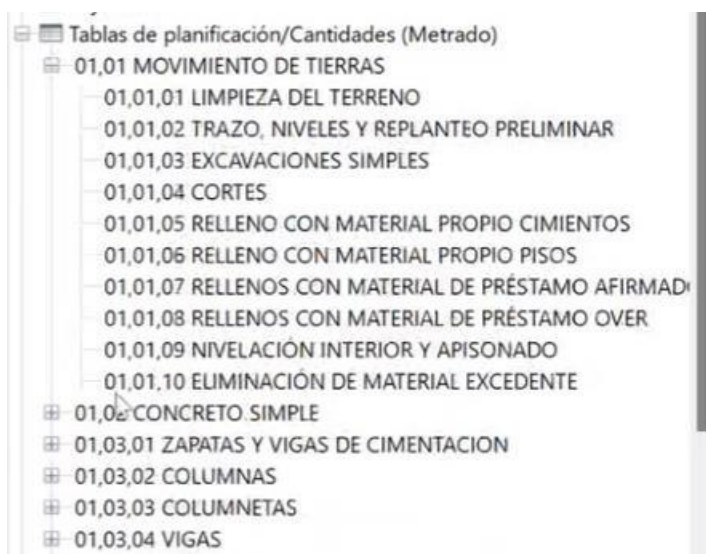 Tablas de planificación/Cantidades (Metrado)
01,01 MOVIMIENTO DE TIERRAS
01,01,01 LIMPIEZA DEL TERRENO
01,01,02 TRAZO, NIVELES Y REPLANTEO PRELIMINAR
01,01,03 EXCAVACIONES SIMPLES
01,01,04 CORTES
01,01,05 RELLENO CON MATERIAL PROPIO CIMIENTOS
01,01,06 RELLENO CON MATERIAL PROPIO PISOS
01,01,07 RELLENOS CON MATERIAL DE PRÉSTAMO AFIRMAD
01,01,08 RELLENOS CON MATERIAL DE PRÉSTAMO OVER
01,01,09 NIVELACIÓN INTERIOR Y APISONADO
01,01,10 ELIMINACIÓN DE MATERIAL EXCEDENTE
01,02 CONCRETO SIMPLE
01,03,01 ZAPATAS Y VIGAS DE CIMENTACION
01,03,02 COLUMNAS
01,03,03 COLUMNETAS
01,03,04 VIGAS